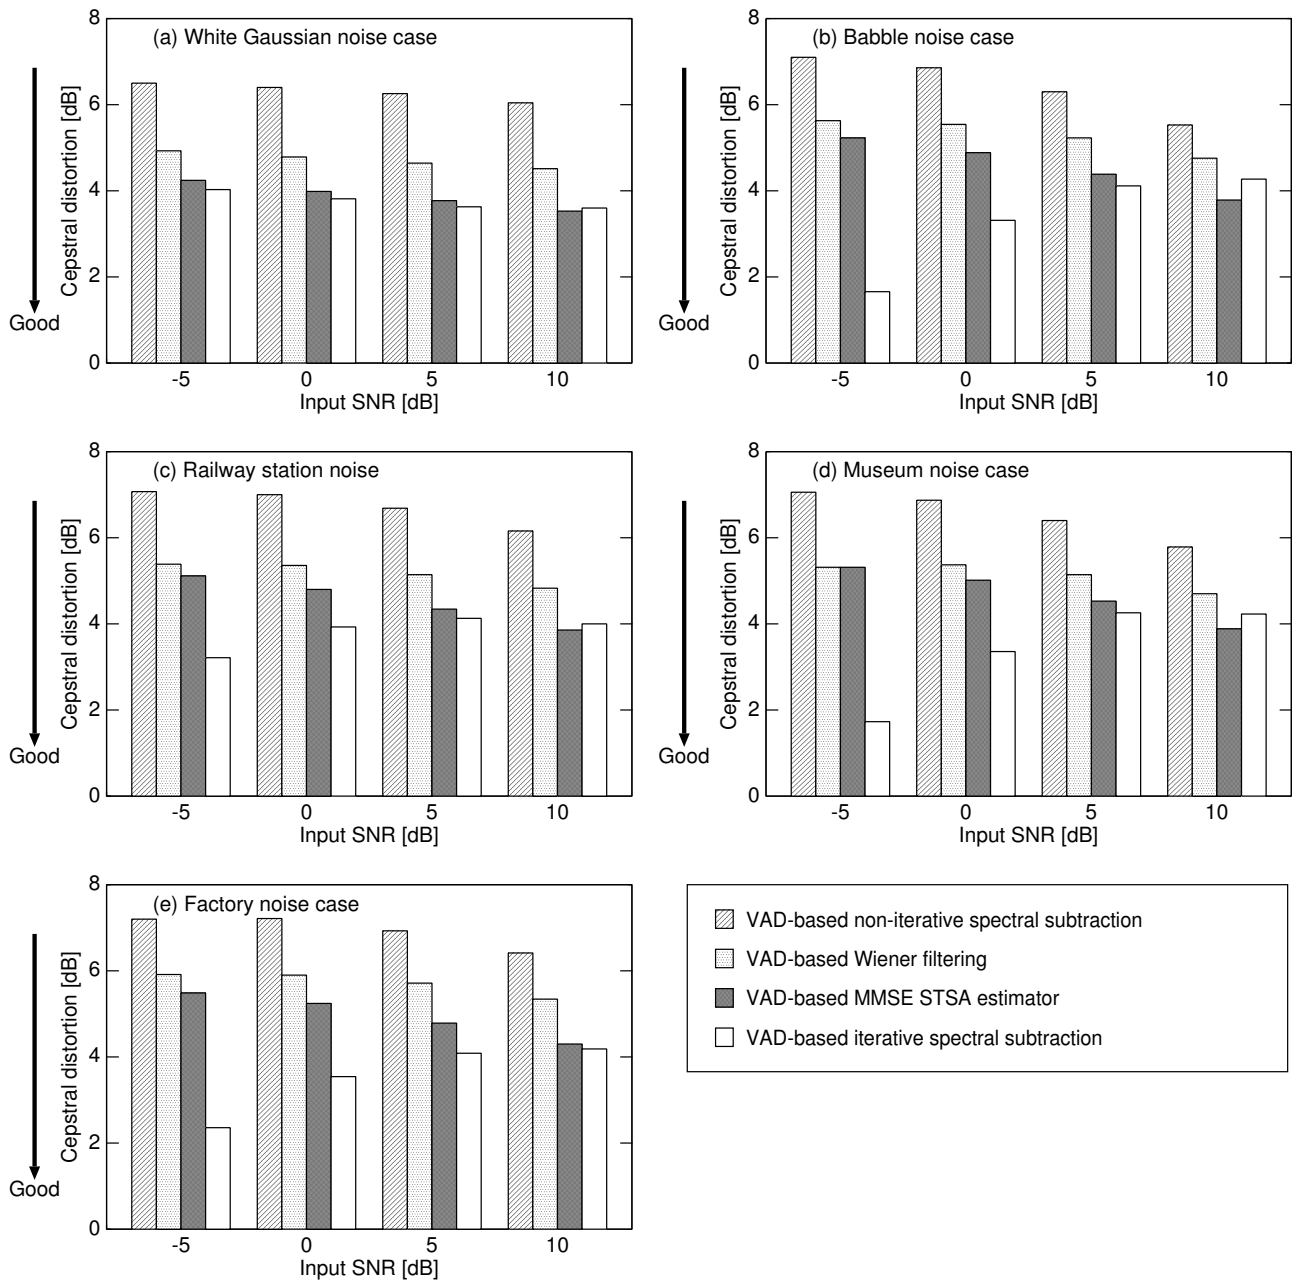 (a) White Gaussian noise case
8
6
4
2
0
Cepstral distortion [dB]
Good
-5 0 5 10
Input SNR [dB]
(b) Babble noise case
8
6
4
2
0
Cepstral distortion [dB]
Good
-5 0 5 10
Input SNR [dB]
(c) Railway station noise
8
6
4
2
0
Cepstral distortion [dB]
Good
-5 0 5 10
Input SNR [dB]
(d) Museum noise case
8
6
4
2
0
Cepstral distortion [dB]
Good
-5 0 5 10
Input SNR [dB]
(e) Factory noise case
8
6
4
2
0
Cepstral distortion [dB]
Good
-5 0 5 10
Input SNR [dB]
VAD-based non-iterative spectral subtraction
VAD-based Wiener filtering
VAD-based MMSE STSA estimator
VAD-based iterative spectral subtraction